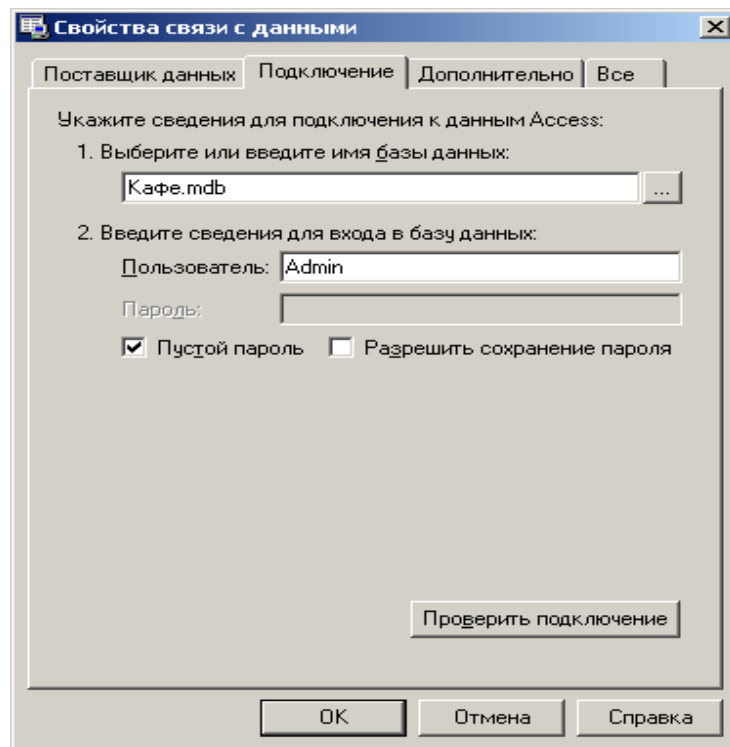 Свойства связи с данными
Поставщик данных Подключение Дополнительно Все
Укажите сведения для подключения к данным Access:
1. Выберите или введите имя базы данных:
Кафе.mdb ...
2. Введите сведения для входа в базу данных:
Пользователь: Admin
Пароль:
Пустой пароль Разрешить сохранение пароля
Проверить подключение
OK Отмена Справка